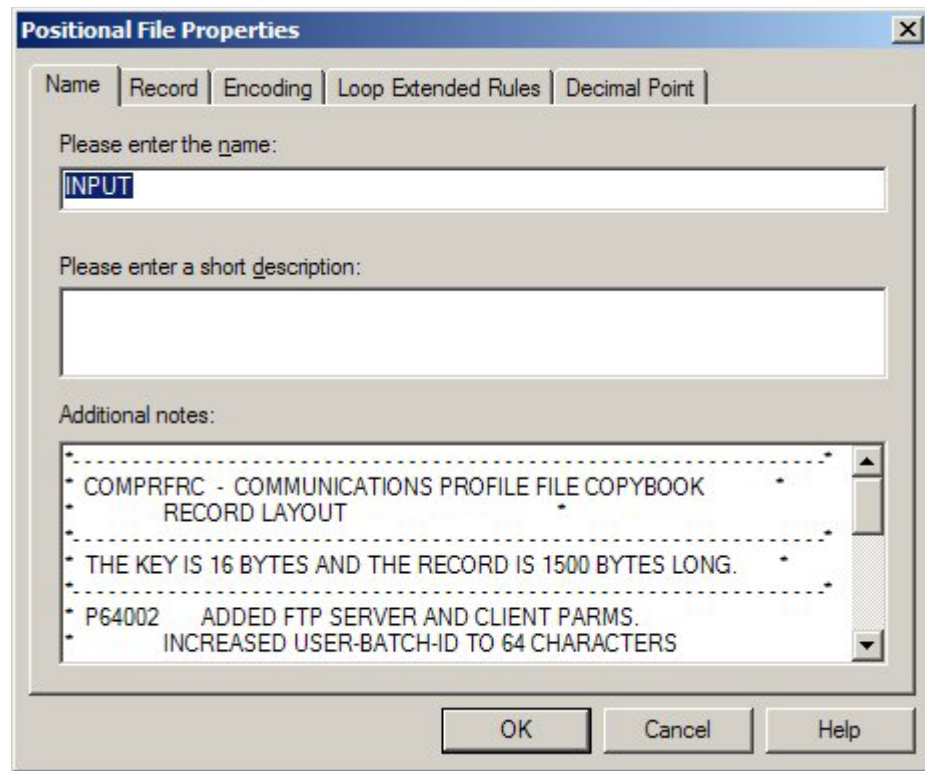 Positional File Properties
Name Record Encoding Loop Extended Rules Decimal Point
Please enter the name:
INPUT
Please enter a short description:
Additional notes:
*- - - - - - - - - - - - - - - - - - - - - - - - - - - - - - - - - - - - - - - - - - - - - - - - - - - - - - - - - - - - - - - - - -*
* COMPRFRC - COMMUNICATIONS PROFILE FILE COPYBOOK *
* RECORD LAYOUT *
*- - - - - - - - - - - - - - - - - - - - - - - - - - - - - - - - - - - - - - - - - - - - - - - - - - - - - - - - - - - - - - - - - -*
* THE KEY IS 16 BYTES AND THE RECORD IS 1500 BYTES LONG. *
*- - - - - - - - - - - - - - - - - - - - - - - - - - - - - - - - - - - - - - - - - - - - - - - - - - - - - - - - - - - - - - - - - -*
* P64002 ADDED FTP SERVER AND CLIENT PARMS.
* INCREASED USER-BATCH-ID TO 64 CHARACTERS
OK Cancel Help